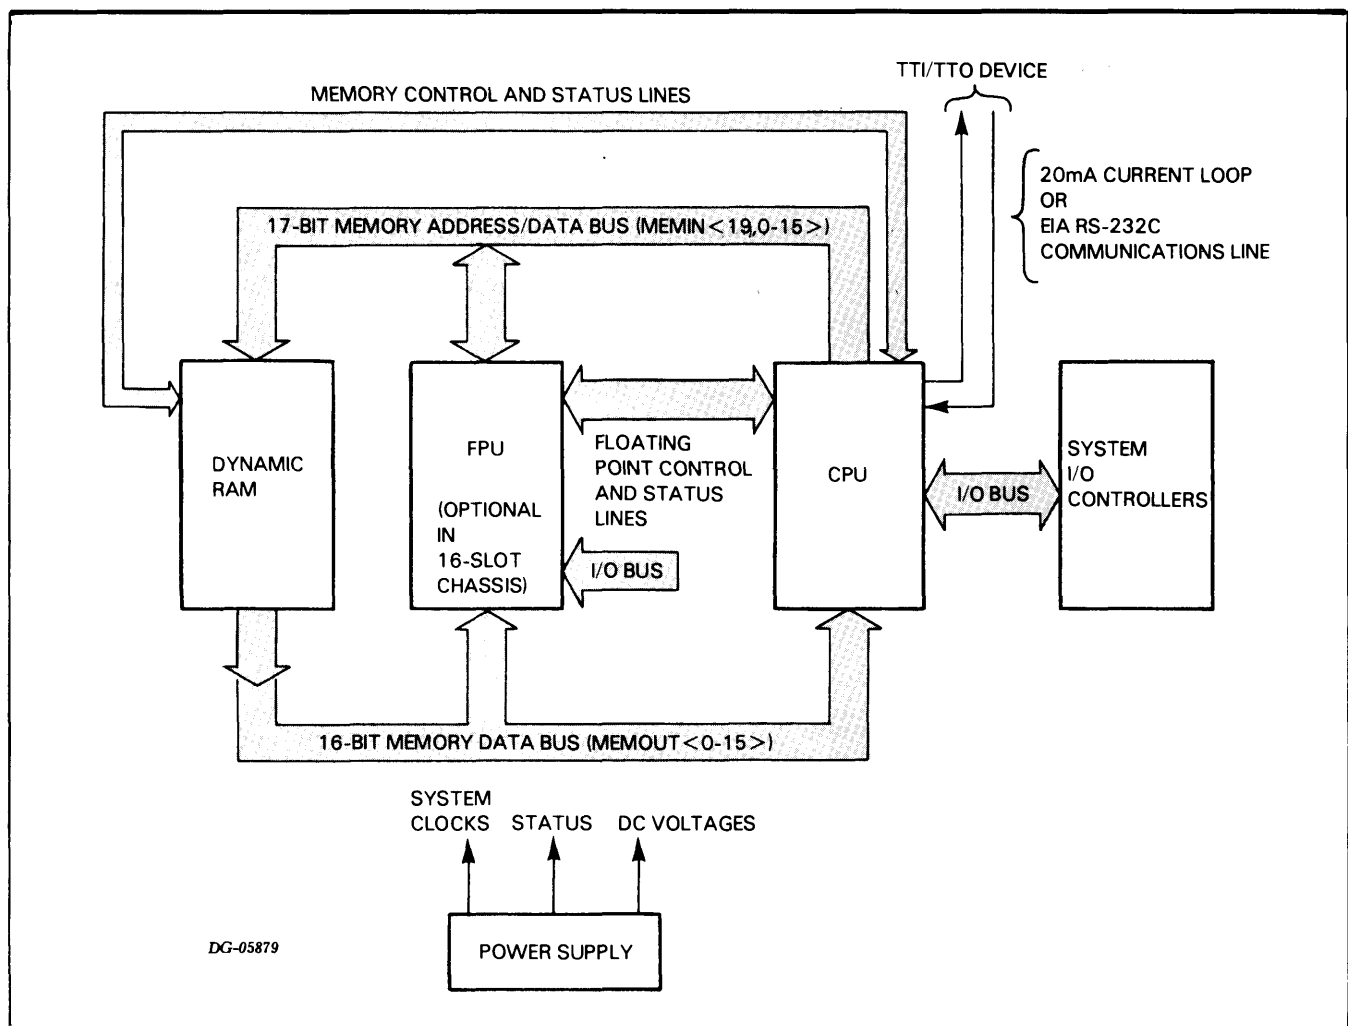 TTI/TTO DEVICE
MEMORY CONTROL AND STATUS LINES
20mA CURRENT LOOP
OR
EIA RS-232C
COMMUNICATIONS LINE
17-BIT MEMORY ADDRESS/DATA BUS (MEMIN<19,0-15>)
DYNAMIC
RAM
FPU
(OPTIONAL
IN
16-SLOT
CHASSIS)
FLOATING
POINT CONTROL
AND STATUS
LINES
I/O BUS
CPU
I/O BUS
SYSTEM
I/O
CONTROLLERS
16-BIT MEMORY DATA BUS (MEMOUT<0-15>)
SYSTEM
CLOCKS
STATUS
DC VOLTAGES
POWER SUPPLY
DG-05879